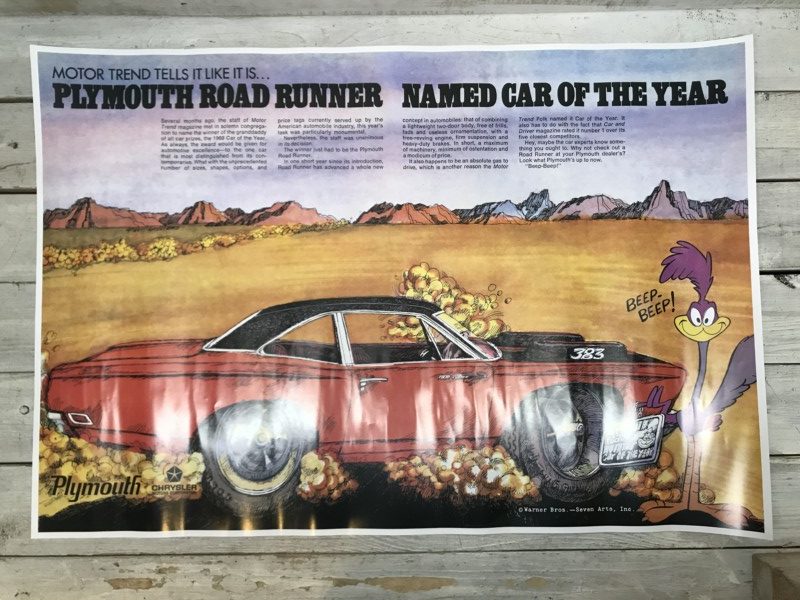 MOTOR TREND TELLS IT LIKE IT IS...
PLYMOUTH ROAD RUNNER NAMED CAR OF THE YEAR
Several months ago, the staff of Motor
Trend magazine met in solemn congrega-
tion to name the winner of the granddaddy
of all car prizes, the 1969 Car of the Year.
As always, the award would be given for
automotive excellence—to the one car
that is most distinguished from its con-
temporaries. What with the unprecedented
number of sizes, shapes, options, and
price tags currently served up by the
American automobile industry, this year's
task was particularly monumental.
Nevertheless, the staff was unanimous
in its decision.
The winner just had to be the Plymouth
Road Runner.
In one short year since its introduction,
Road Runner has advanced a whole new
concept in automobiles: that of combining
a lightweight two-door body, free of frills,
fads and useless ornamentation, with a
free-revving engine, firm suspension and
heavy-duty brakes. In short, a maximum
of machinery, minimum of ostentation and
a modicum of price.
It also happens to be an absolute gas to
drive, which is another reason the Motor
Trend Folk named it Car of the Year. It
also has to do with the fact that Car and
Driver magazine rated it number 1 over its
five closest competitors.
Hey, maybe the car experts know some-
thing you ought to. Why not check out a
Road Runner at your Plymouth dealer's?
Look what Plymouth's up to now.
"Beep-Beep!"
BEEP-
BEEP!
383
Plymouth CHRYSLER
© Warner Bros.—Seven Arts, Inc.